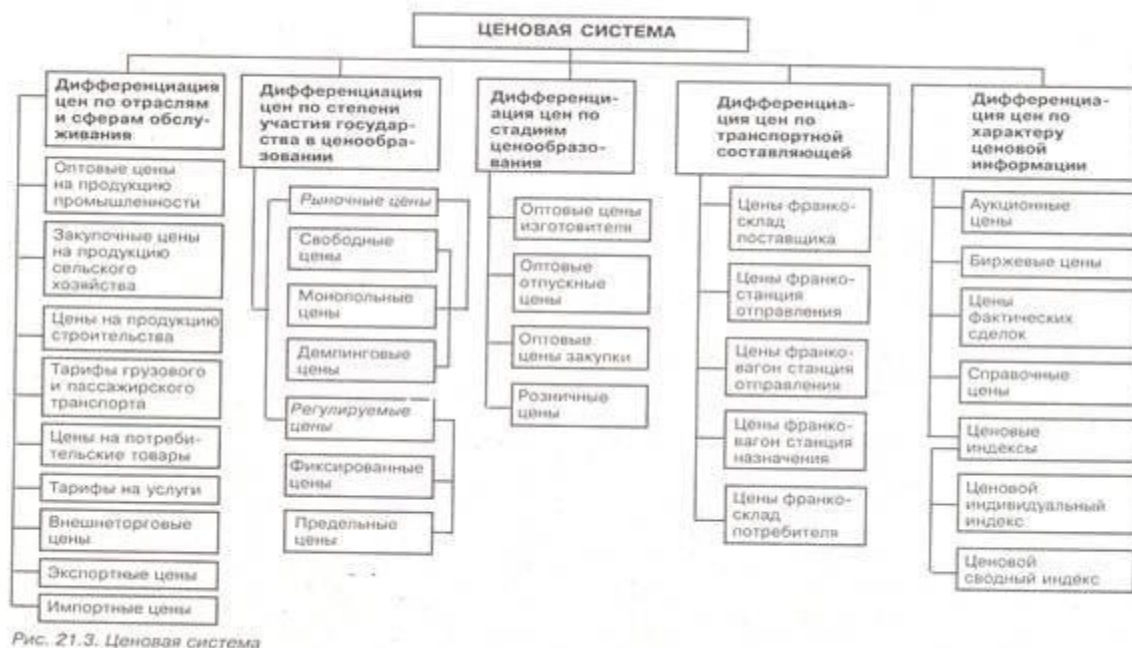 ЦЕНОВАЯ СИСТЕМА
Дифференциация
цен по отраслям
и сферам обслу-
живания
Оптовые цены
на продукцию
промышленности
Закупочные цены
на продукцию
сельского
хозяйства
Цены на продукцию
строительства
Тарифы грузового
и пассажирского
транспорта
Цены на потреби-
тельские товары
Тарифы на услуги
Внешнеторговые
цены
Экспортные цены
Импортные цены
Дифференциация
цен по степени
участия государ-
ства в ценообра-
зовании
Рыночные цены
Свободные
цены
Монопольные
цены
Демпинговые
цены
Регулируемые
цены
Фиксированные
цены
Предельные
цены
Дифференци-
ация цен по
стадиям
ценообразо-
вания
Оптовые цены
изготовителя
Оптовые
отпускные
цены
Оптовые
цены закупки
Розничные
цены
Дифференциа-
ция цен по
транспортной
составляющей
Цены франко-
склад
поставщика
Цены франко-
станция
отправления
Цены франко-
вагон станция
отправления
Цены франко-
вагон станция
назначения
Цены франко-
склад
потребителя
Дифференциа-
ция цен по
характеру
ценовой
информации
Аукционные
цены
Биржевые цены
Цены
фактических
сделок
Справочные
цены
Ценовые
индексы
Ценовой
индивидуальный
индекс
Ценовой
сводный индекс
Рис. 21.3. Ценовая система